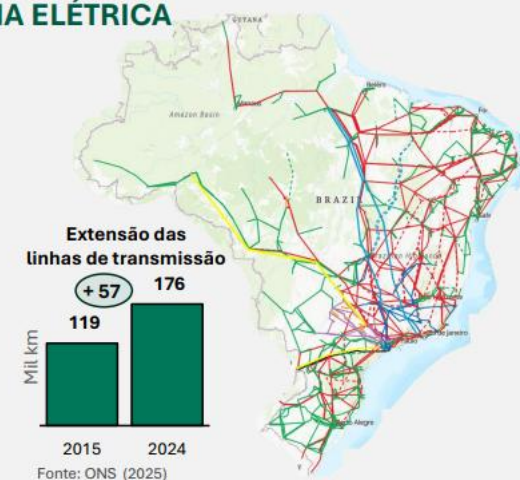 IA ELÉTRICA
GUYANA
Amazon Basin
BRAZIL
Extensão das
linhas de transmissão
+ 57
176
119
Mil km
2015 2024
Fonte: ONS (2025)